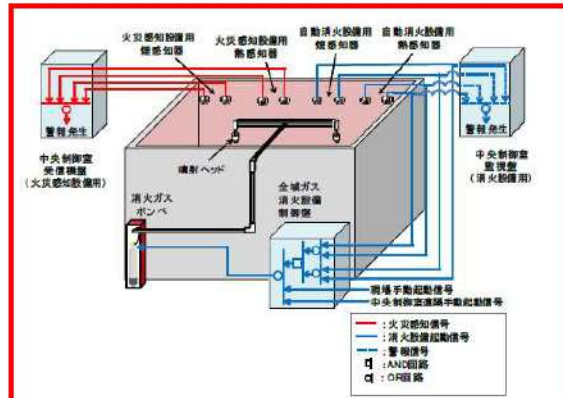 火災感知設備用
煙感知器
火災感知設備用
熱感知器
自動消火設備用
煙感知器
自動消火設備用
熱感知器
警報発生
中央制御室
受信機盤
(火災感知設備用)
警報発生
中央制御室
監視盤
(消火設備用)
噴射ヘッド
消火ガス
ボンベ
全域ガス
消火設備
制御盤
現場手動起動信号
中央制御室遠隔手動起動信号
:火災感知信号
:消火設備起動信号
:警報信号
:AND回路
:OR回路